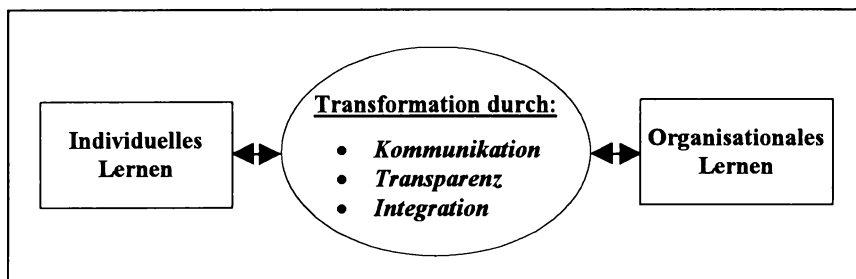 Individuelles
Lernen
Transformation durch:
• Kommunikation
• Transparenz
• Integration
Organisationales
Lernen